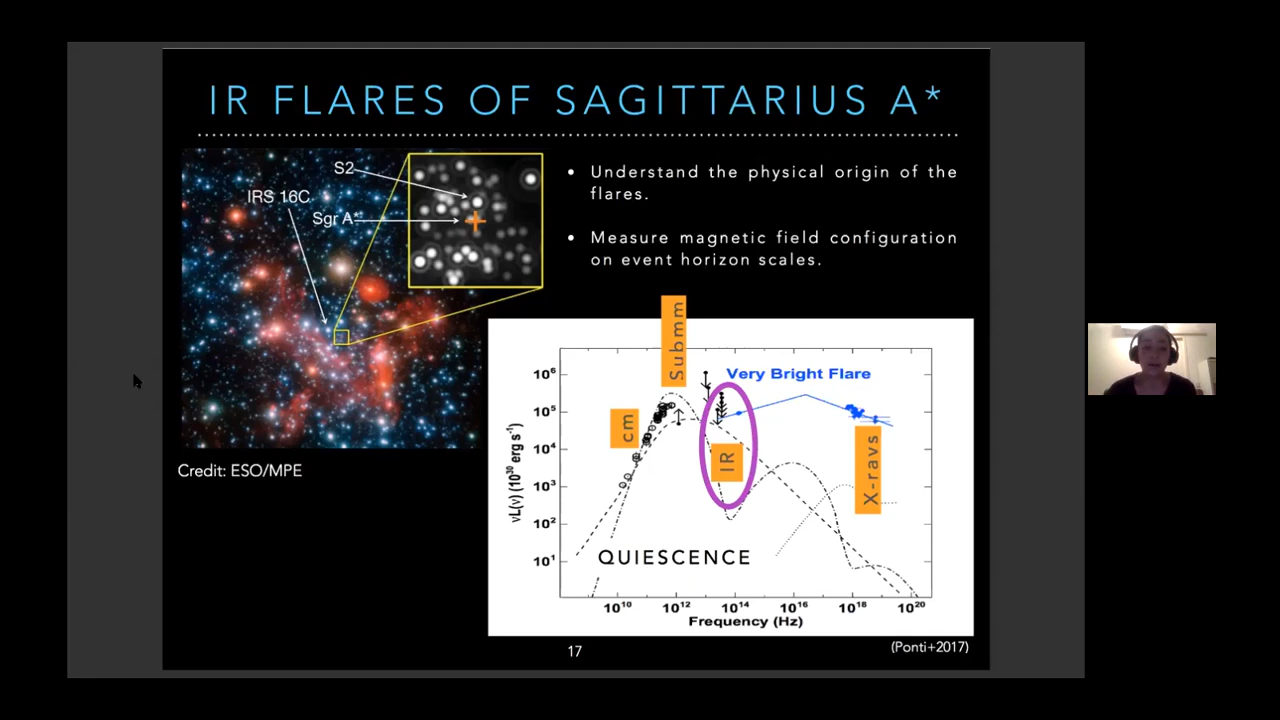 IR FLARES OF SAGITTARIUS A*
S2
IRS 16C
Sgr A*
Credit: ESO/MPE
• Understand the physical origin of the
flares.
• Measure magnetic field configuration
on event horizon scales.
Submm
cm
IR
X-rays
Very Bright Flare
QUIESCENCE
νL(ν) (10³⁰ erg s⁻¹)
10⁶
10⁵
10⁴
10³
10²
10¹
10¹⁰ 10¹² 10¹⁴ 10¹⁶ 10¹⁸ 10²⁰
Frequency (Hz)
17
(Ponti+2017)